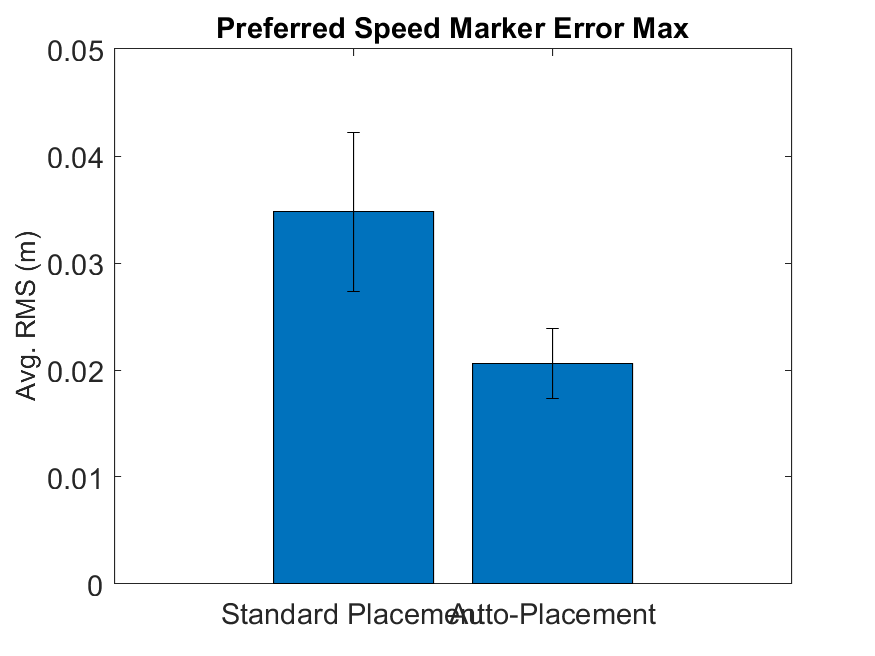 Preferred Speed Marker Error Max
0.05
0.04
0.03
0.02
0.01
0
Avg. RMS (m)
Standard Placement
Auto-Placement